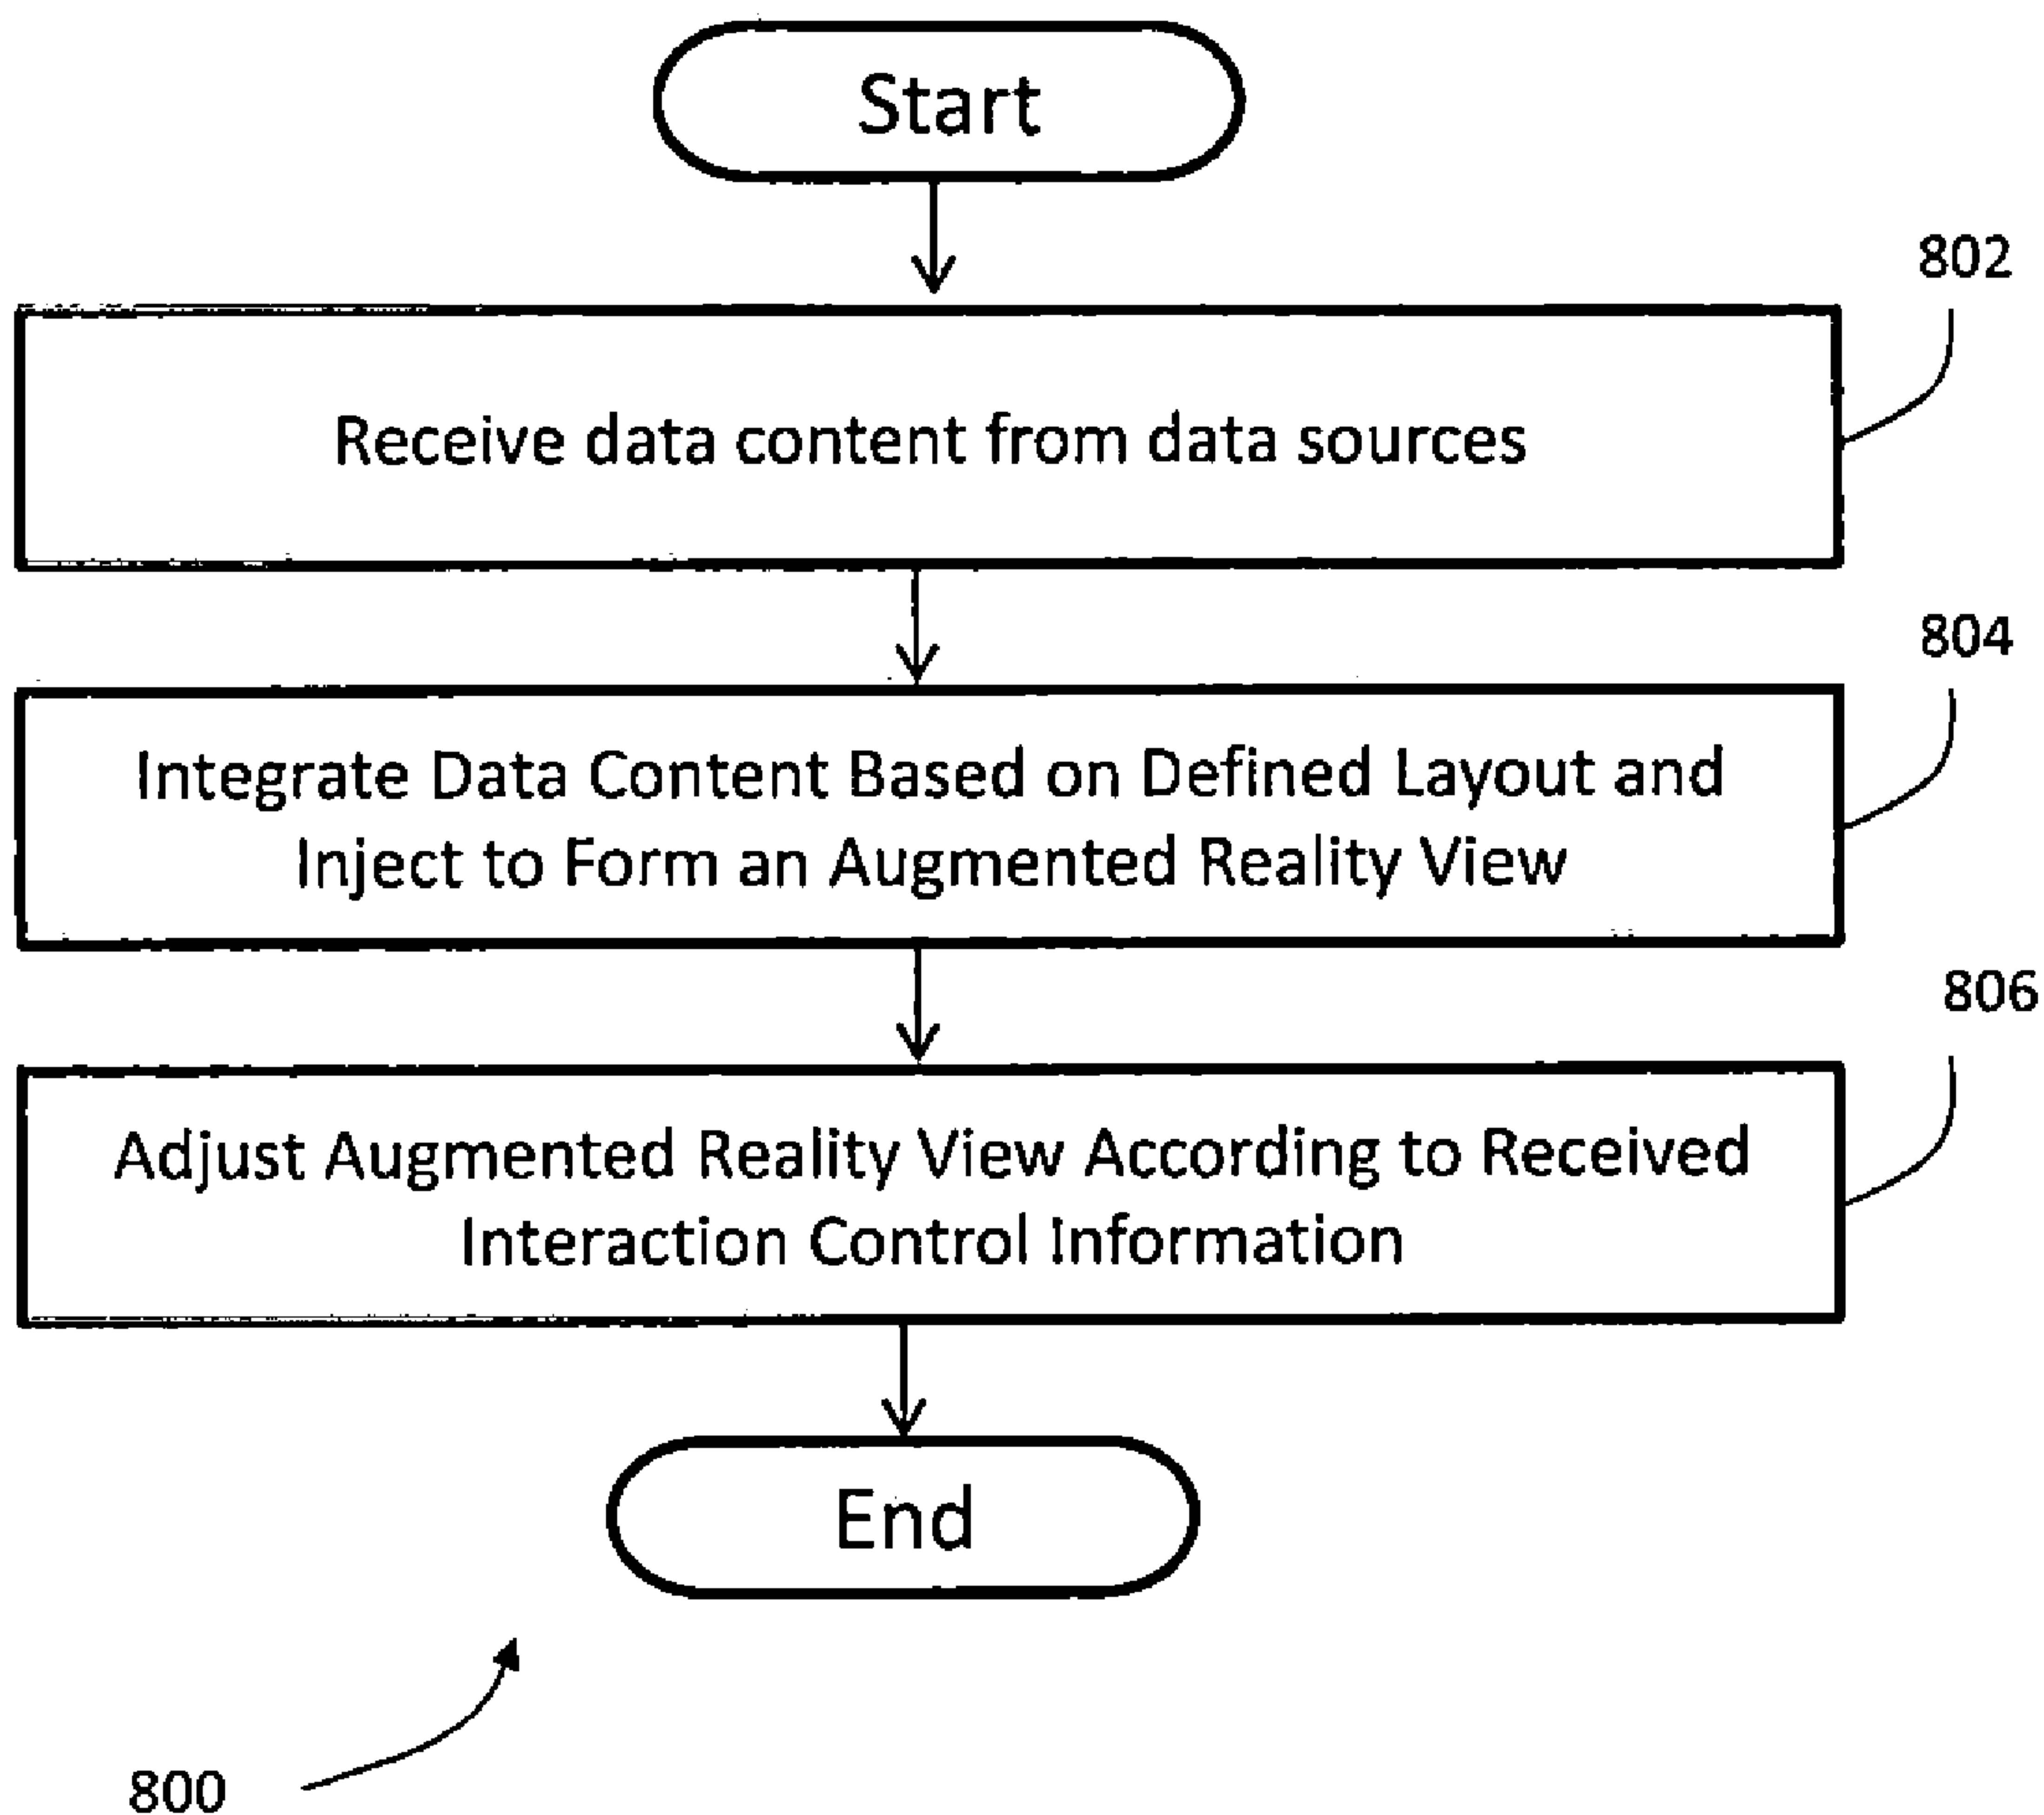 Start
802
Receive data content from data sources
804
Integrate Data Content Based on Defined Layout and
Inject to Form an Augmented Reality View
806
Adjust Augmented Reality View According to Received
Interaction Control Information
End
800